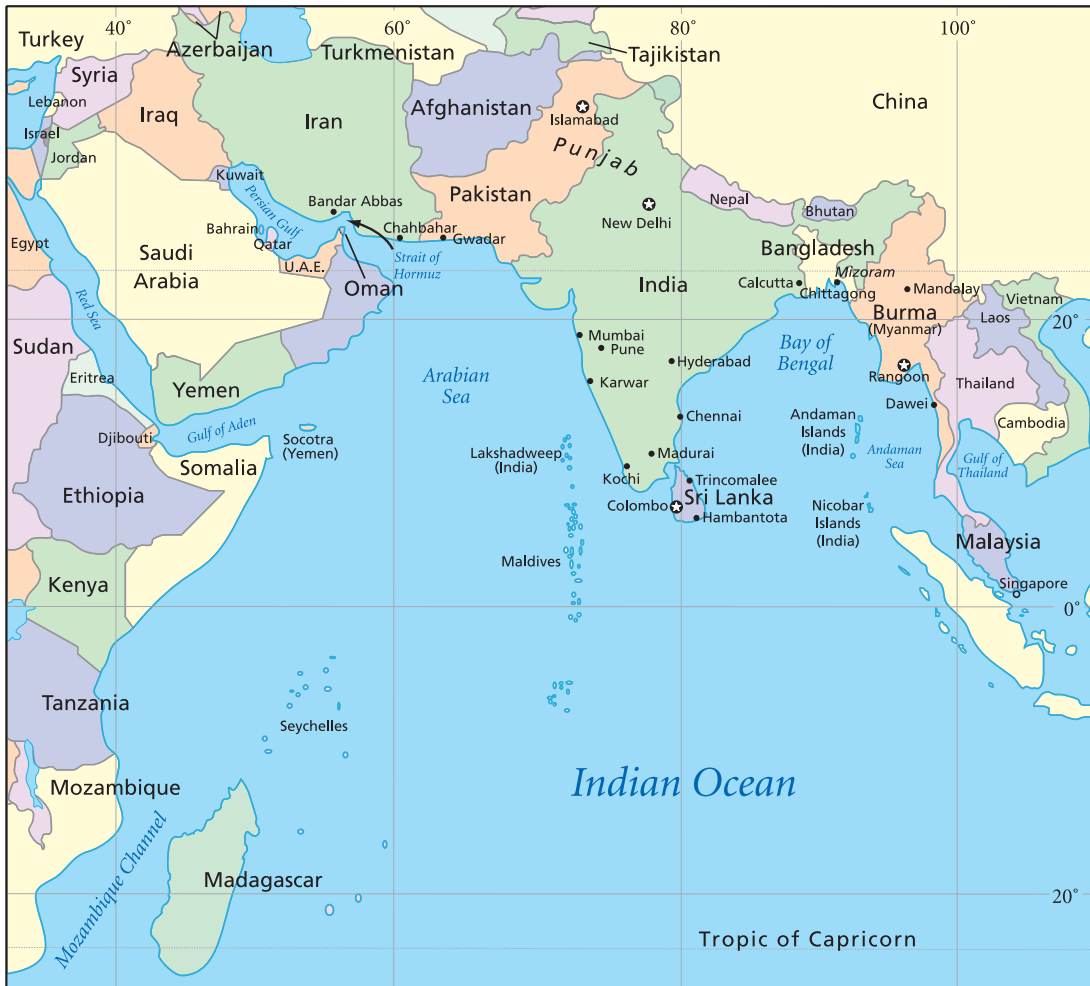 40°
60°
80°
100°
Turkey
Azerbaijan
Turkmenistan
Tajikistan
Syria
Lebanon
Iraq
Iran
Afghanistan
Islamabad
China
Israel
Jordan
Punjab
Kuwait
Pakistan
Nepal
Bhutan
New Delhi
Persian Gulf
Bandar Abbas
Bahrain
Chahbahar
Gwadar
Egypt
Qatar
Saudi
Arabia
U.A.E.
Strait of
Hormuz
Oman
Bangladesh
Mizoram
India
Calcutta
Chittagong
Mandalay
Vietnam
Red Sea
Burma
(Myanmar)
Laos
20°
Sudan
Mumbai
Pune
Bay of
Bengal
Hyderabad
Eritrea
Yemen
Arabian
Sea
Karwar
Rangoon
Thailand
Dawei
Gulf of Aden
Djibouti
Socotra
(Yemen)
Chennai
Andaman
Islands
(India)
Cambodia
Somalia
Lakshadweep
(India)
Madurai
Kochi
Andaman
Sea
Gulf of
Thailand
Ethiopia
Trincomalee
Sri Lanka
Colombo
Hambantota
Nicobar
Islands
(India)
Malaysia
Kenya
Maldives
Singapore
0°
Tanzania
Seychelles
Indian Ocean
Mozambique
Mozambique Channel
Madagascar
20°
Tropic of Capricorn